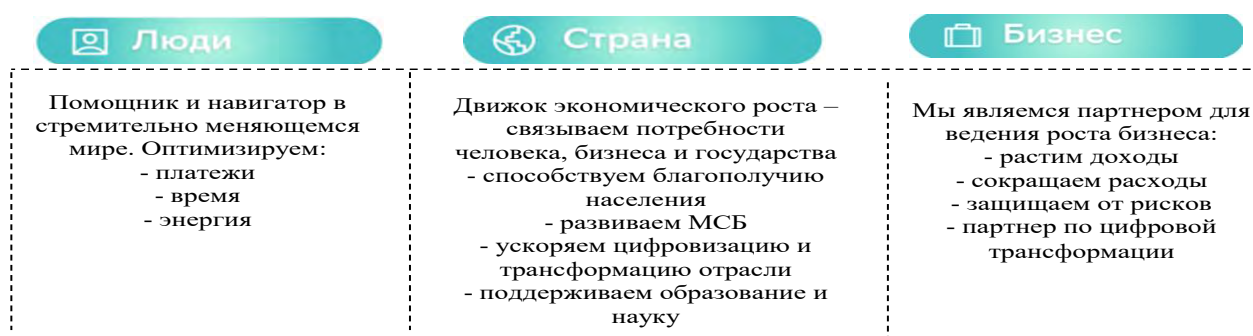 Люди
Помощник и навигатор в
стремительно меняющемся
мире. Оптимизируем:
- платежи
- время
- энергия
Страна
Движок экономического роста –
связываем потребности
человека, бизнеса и государства
- способствуем благополучию
населения
- развиваем МСБ
- ускоряем цифровизацию и
трансформацию отрасли
- поддерживаем образование и
науку
Бизнес
Мы являемся партнером для
ведения роста бизнеса:
- растим доходы
- сокращаем расходы
- защищаем от рисков
- партнер по цифровой
трансформации